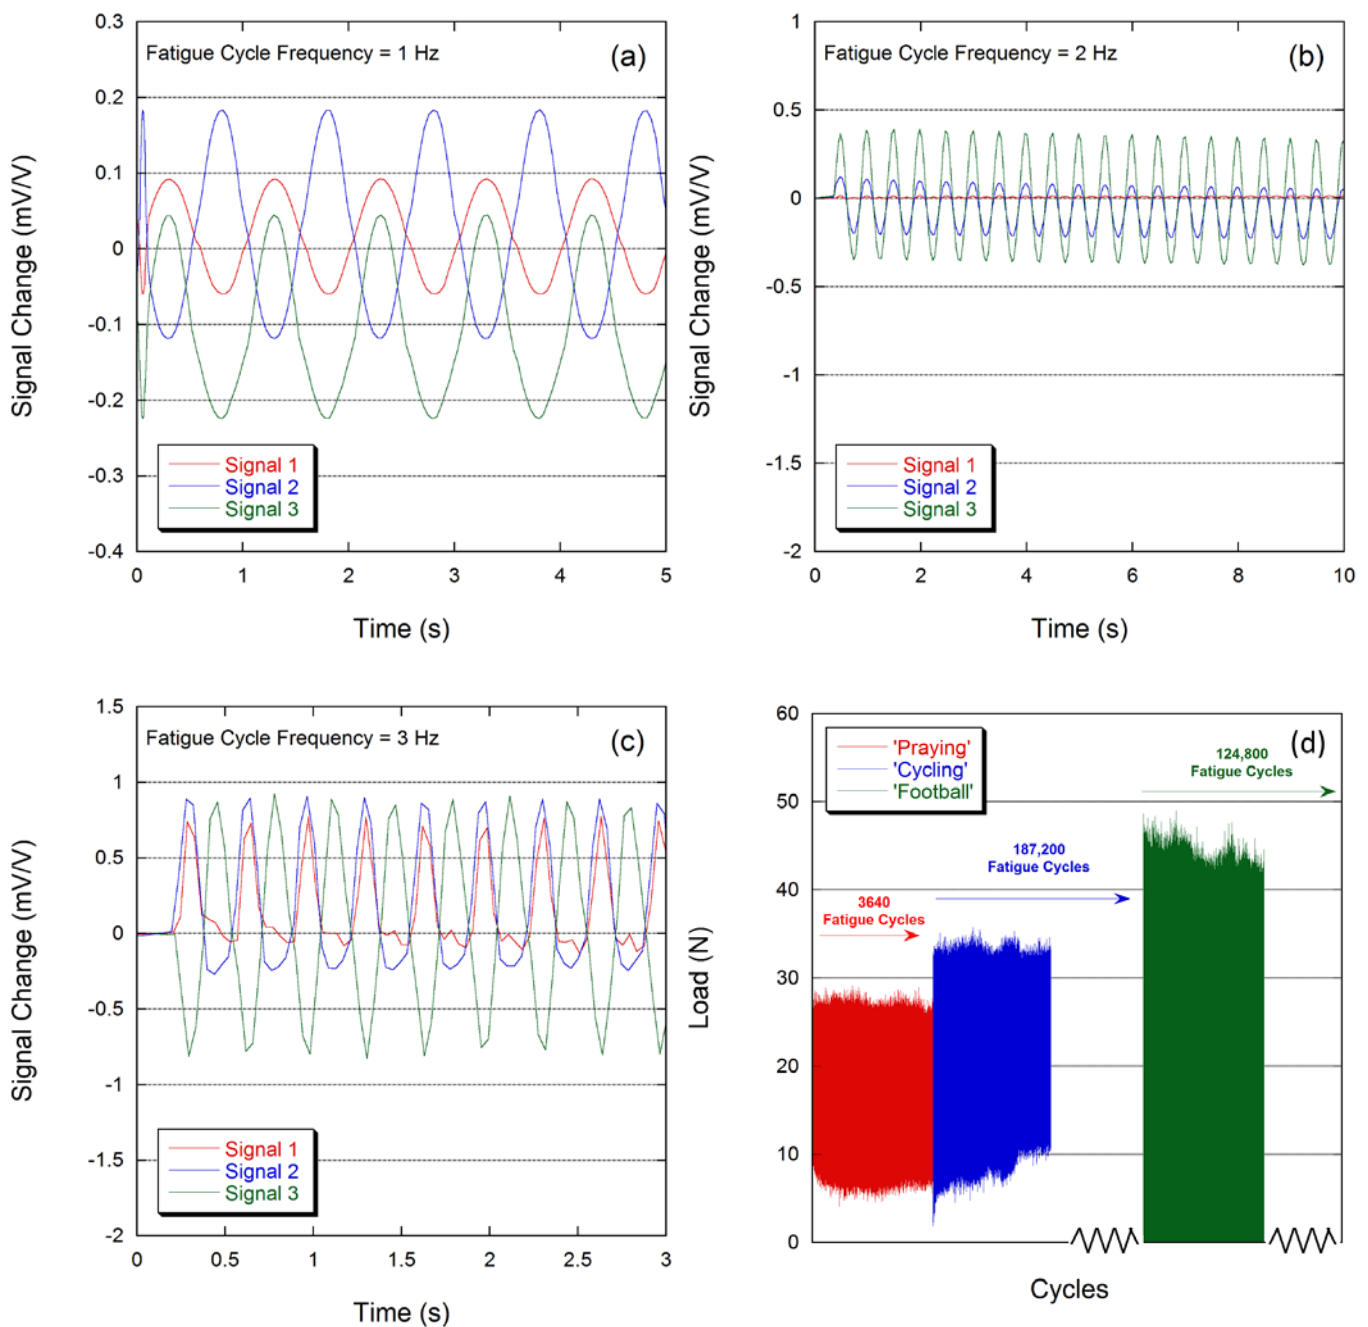 Fatigue Cycle Frequency = 1 Hz
(a)
Signal Change (mV/V)
0.3
0.2
0.1
0
-0.1
-0.2
-0.3
-0.4
Signal 1
Signal 2
Signal 3
0 1 2 3 4 5
Time (s)
Fatigue Cycle Frequency = 2 Hz
(b)
Signal Change (mV/V)
1
0.5
0
-0.5
-1
-1.5
-2
Signal 1
Signal 2
Signal 3
0 2 4 6 8 10
Time (s)
Fatigue Cycle Frequency = 3 Hz
(c)
Signal Change (mV/V)
1.5
1
0.5
0
-0.5
-1
-1.5
-2
Signal 1
Signal 2
Signal 3
0 0.5 1 1.5 2 2.5 3
Time (s)
(d)
Load (N)
60
50
40
30
20
10
0
'Praying'
'Cycling'
'Football'
3640
Fatigue Cycles
187,200
Fatigue Cycles
124,800
Fatigue Cycles
Cycles